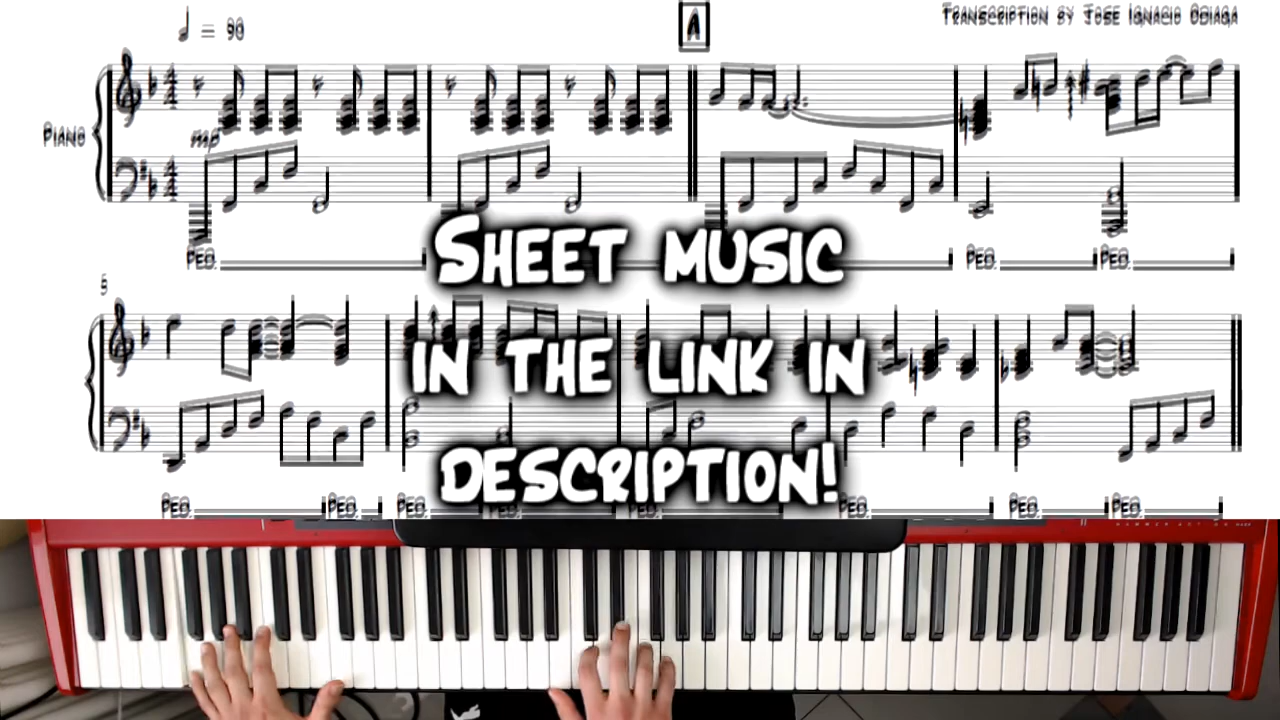 Transcription by Jose Ignacio Odiaga
= 90
A
Piano
mp
Ped. Ped. Ped.
Sheet music
5
in the link in
description!
Ped. Ped. Ped. Ped. Ped. Ped. Ped. Ped.